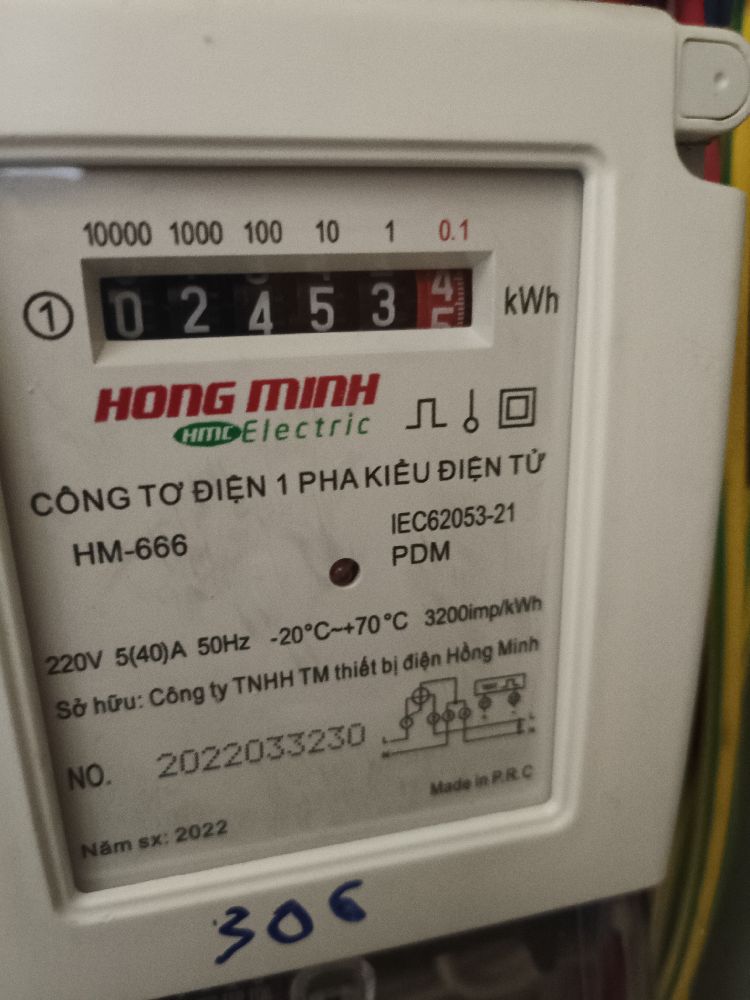 10000 1000 100 10 1 0.1
1 0 2 4 5 3 4 5 kWh
HONG MINH
HMC Electric
CÔNG TƠ ĐIỆN 1 PHA KIỂU ĐIỆN TỬ
HM-666 IEC62053-21
PDM
220V 5(40)A 50Hz -20°C~+70°C 3200imp/kWh
Sở hữu: Công ty TNHH TM thiết bị điện Hồng Minh
NO. 2022033230
Made in P.R.C
Năm sx: 2022
306